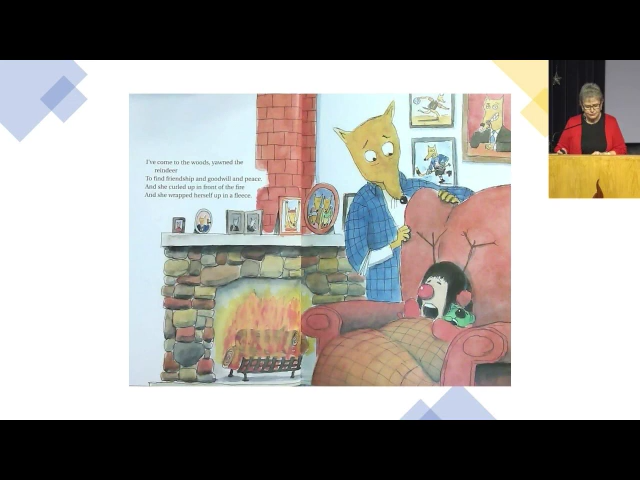 I've come to the woods, yawned the
reindeer
To find friendship and goodwill and peace.
And she curled up in front of the fire
And she wrapped herself up in a fleece.